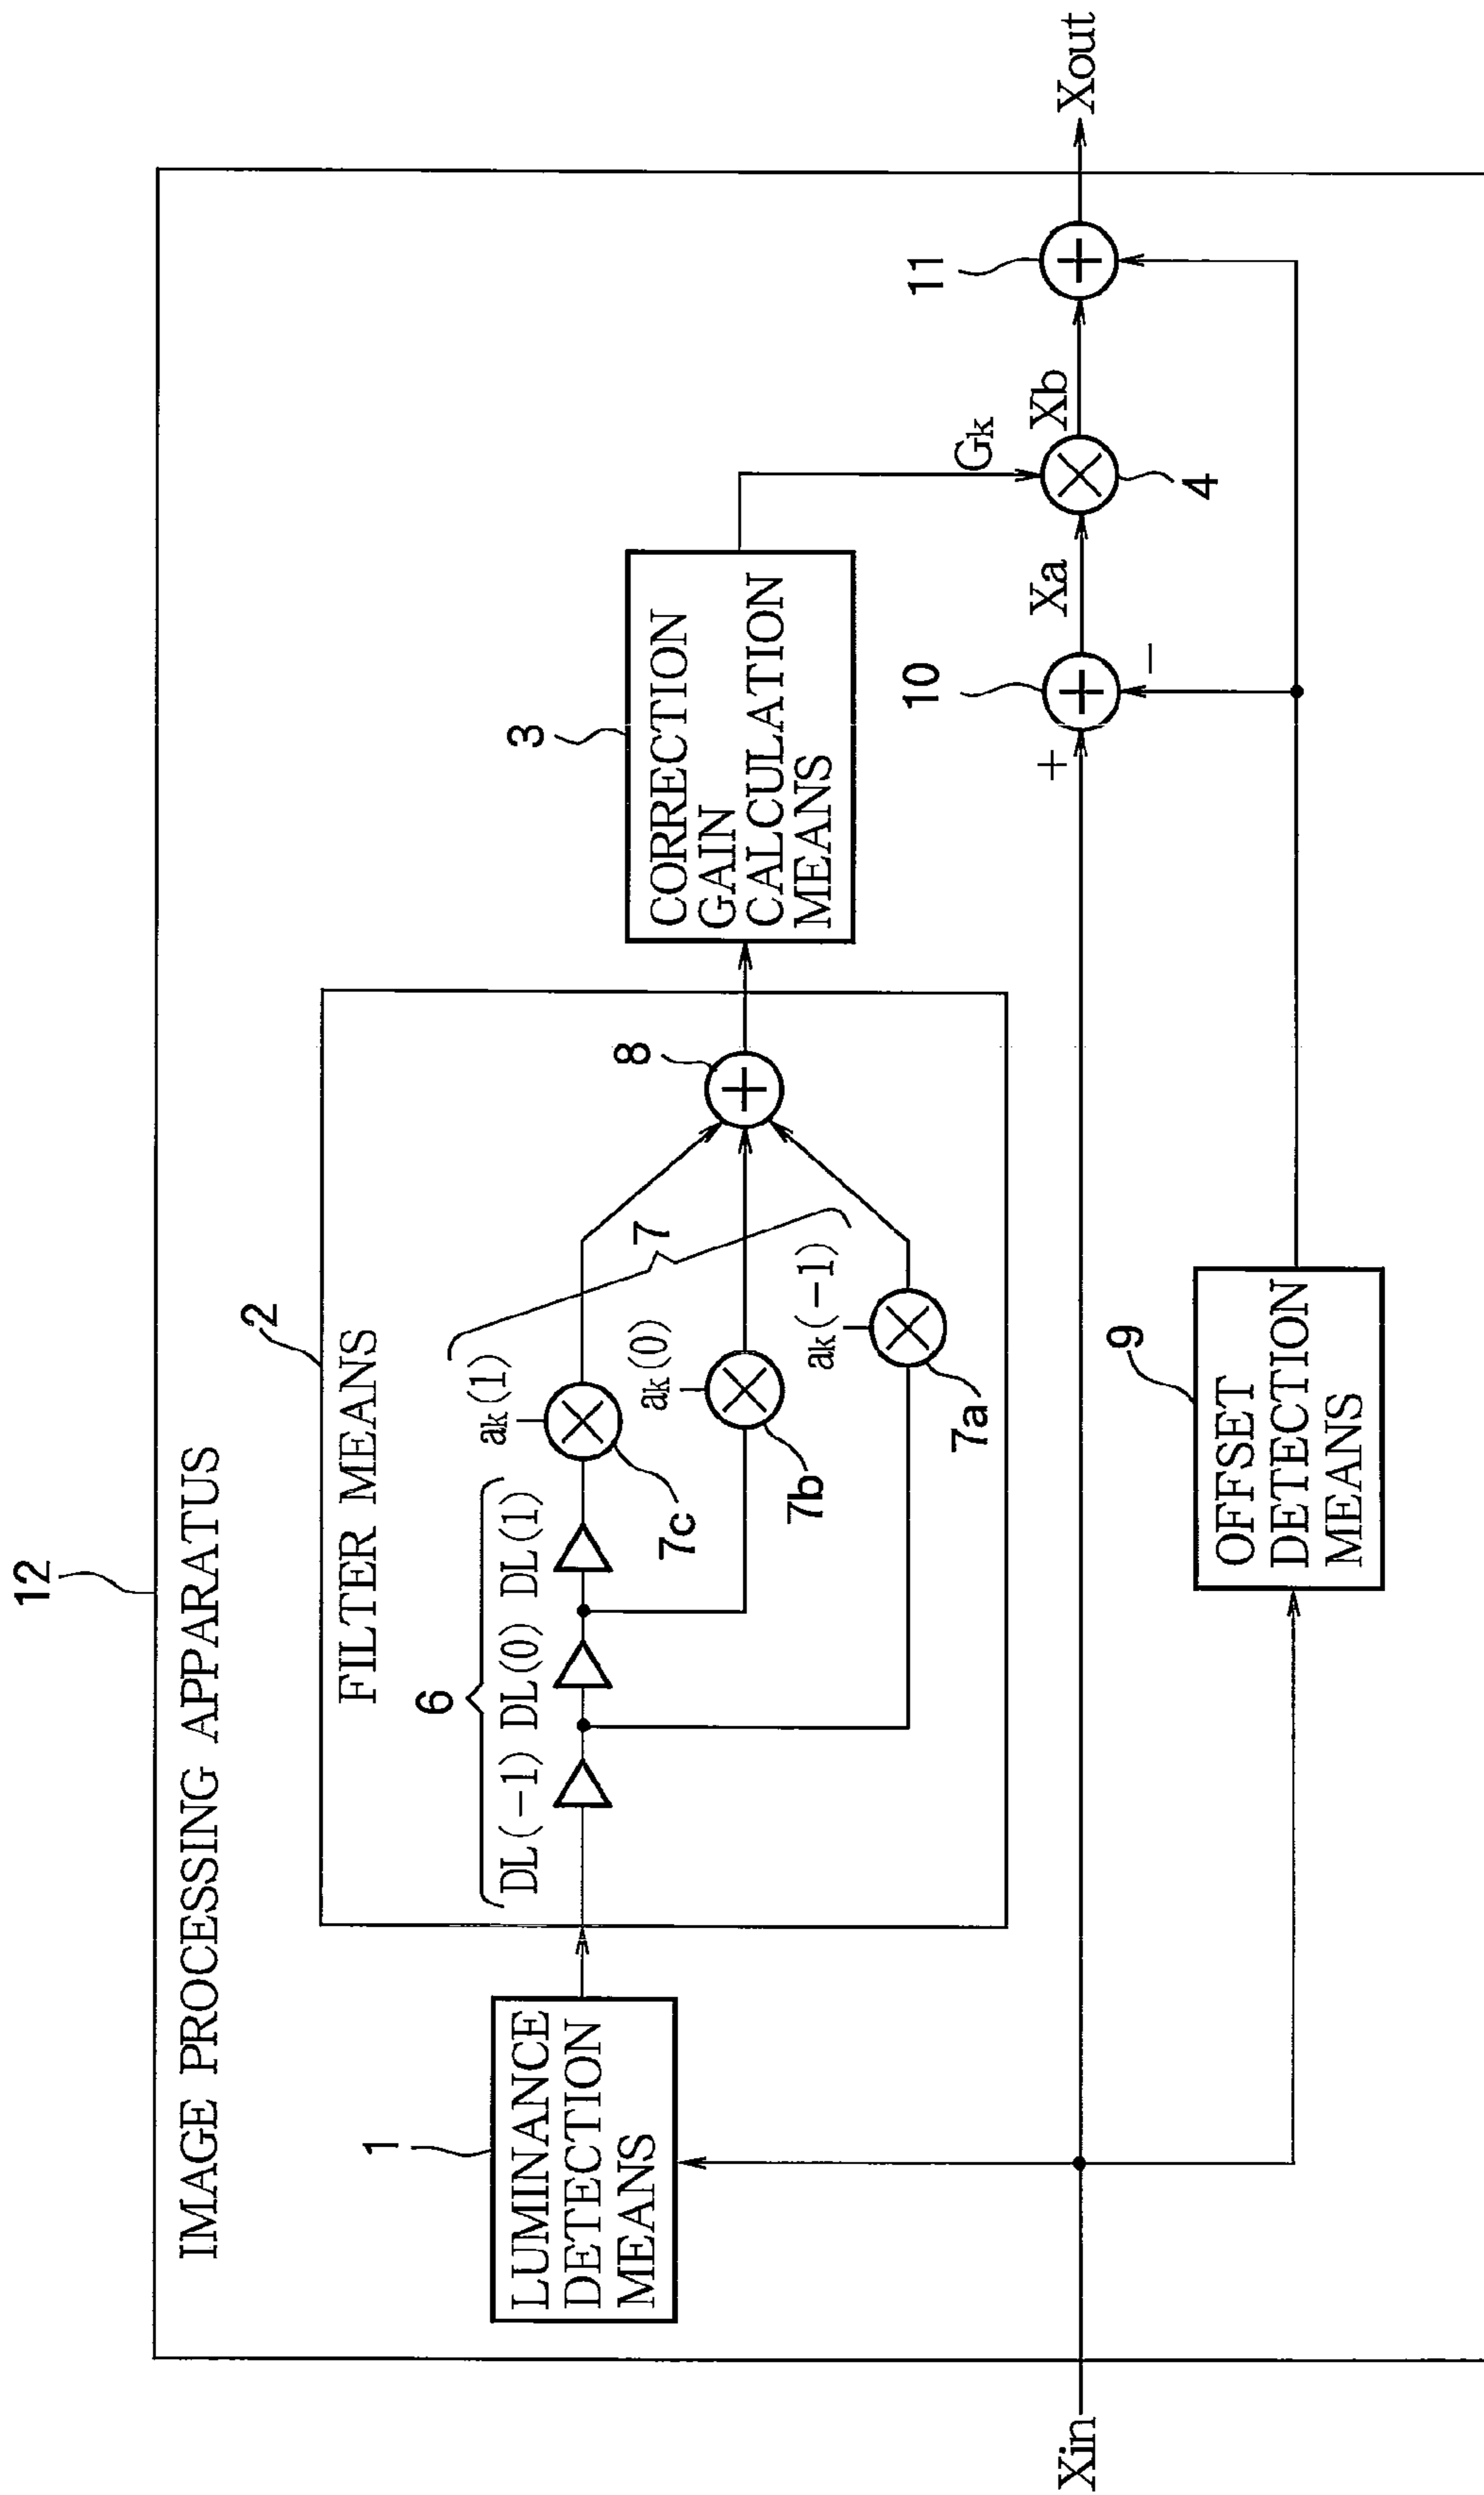 12
IMAGE PROCESSING APPARATUS
2
FILTER MEANS
6
DL(-1) DL(0) DL(1)
ak(1)
ak(0)
ak(-1)
7
7c
7b
7a
8
1
LUMINANCE
DETECTION
MEANS
3
CORRECTION
GAIN
CALCULATION
MEANS
Gk
10
11
Xin
+
−
Xa
Xb
Xout
4
9
OFFSET
DETECTION
MEANS